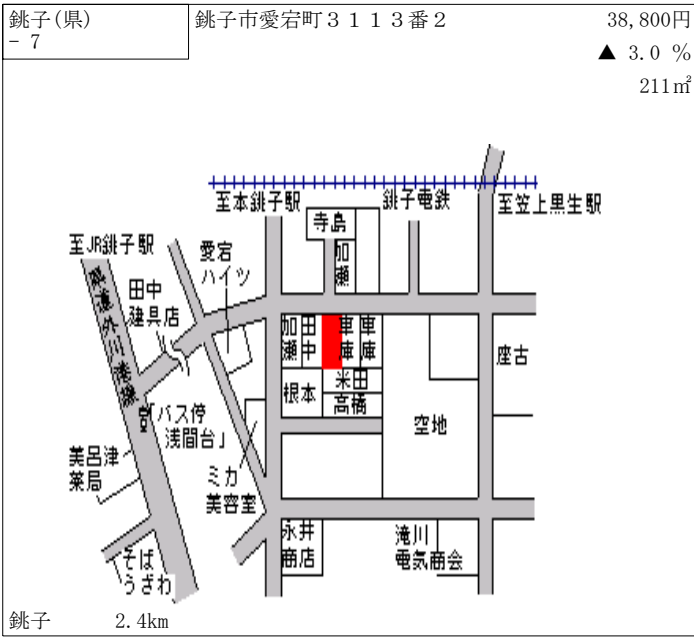 銚子(県)
- 7
銚子市愛宕町３１１３番２
38,800円
▲ 3.0 %
211㎡
至本銚子駅
銚子電鉄
至笠上黒生駅
至JR銚子駅
愛宕
ハイツ
寺島
加瀬
田中
建具店
県道外川港線
加瀬
田中
車庫
車庫
座古
根本
米田
高橋
空地
「バス停
浅間台」
美呂津
薬局
ミカ
美容室
永井
商店
滝川
電気商会
そば
うさわ
銚子 2.4km